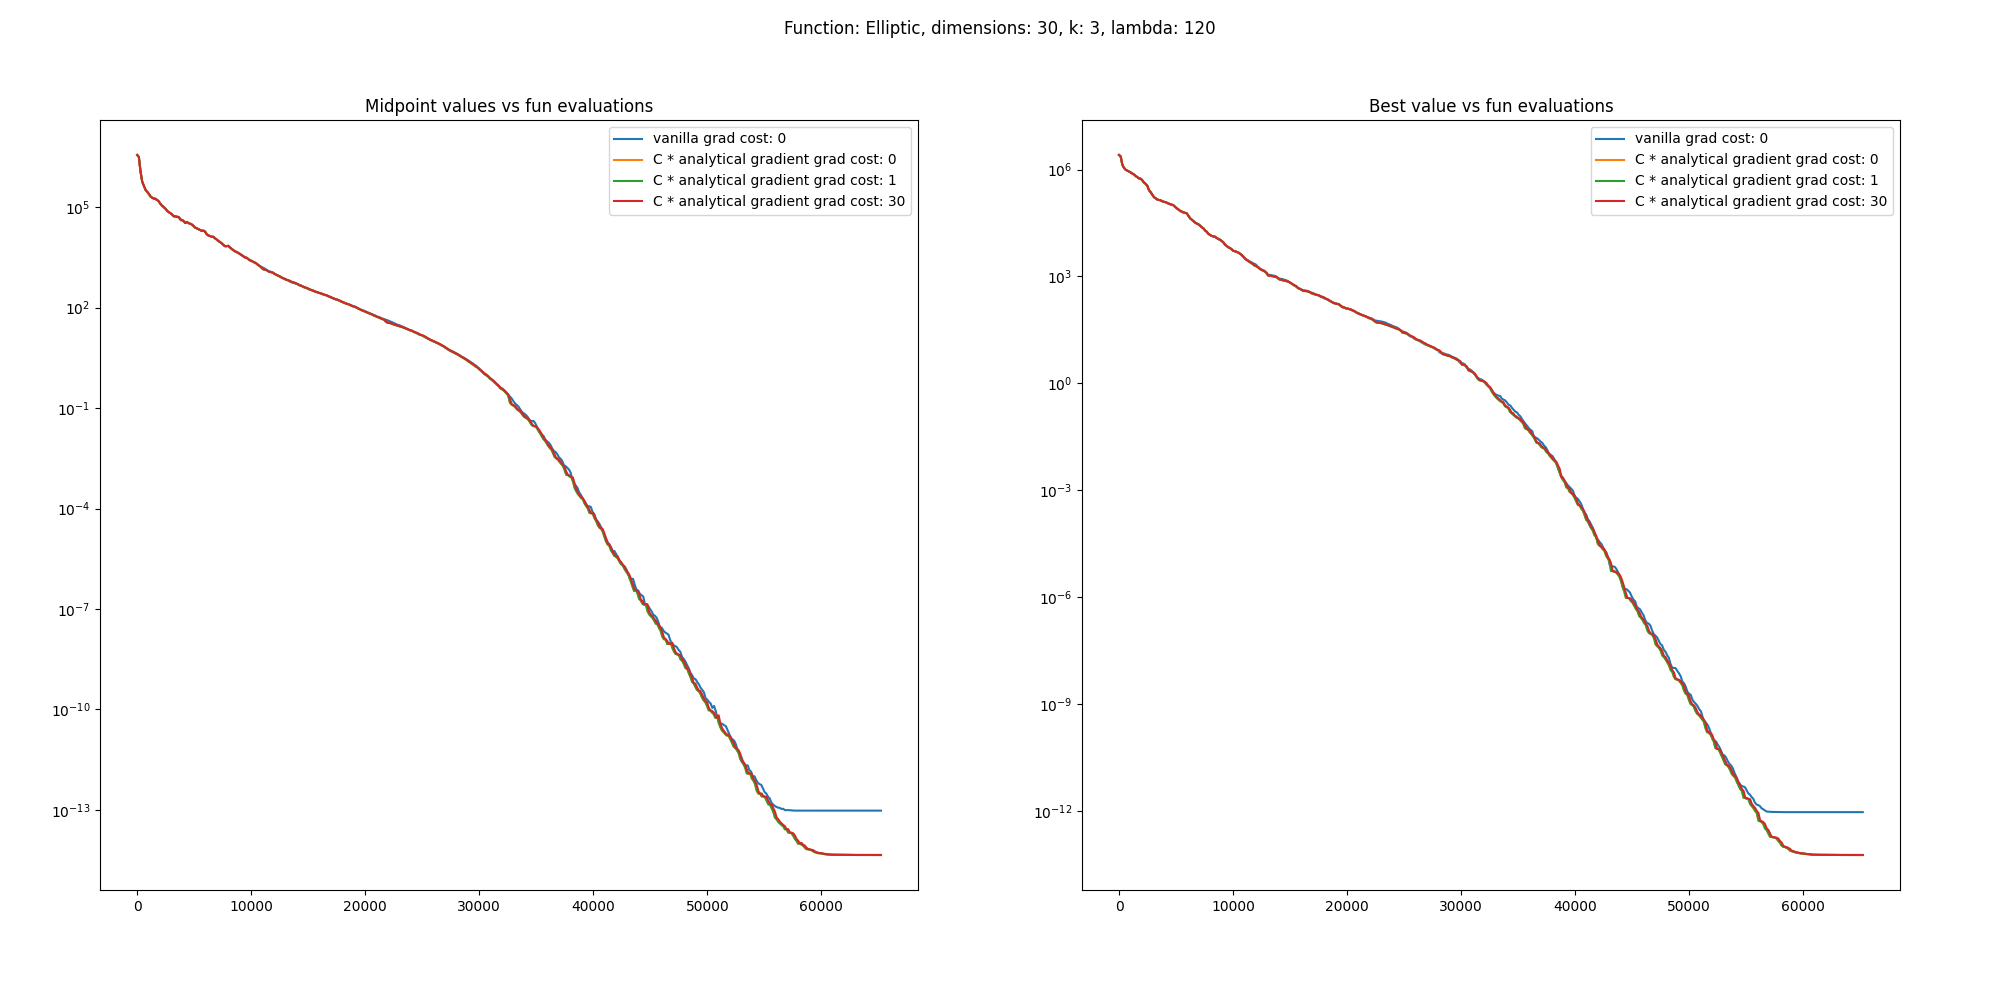 Function: Elliptic, dimensions: 30, k: 3, lambda: 120
Midpoint values vs fun evaluations
vanilla grad cost: 0
C * analytical gradient grad cost: 0
C * analytical gradient grad cost: 1
C * analytical gradient grad cost: 30
10^5
10^2
10^-1
10^-4
10^-7
10^-10
10^-13
0 10000 20000 30000 40000 50000 60000
Best value vs fun evaluations
vanilla grad cost: 0
C * analytical gradient grad cost: 0
C * analytical gradient grad cost: 1
C * analytical gradient grad cost: 30
10^6
10^3
10^0
10^-3
10^-6
10^-9
10^-12
0 10000 20000 30000 40000 50000 60000